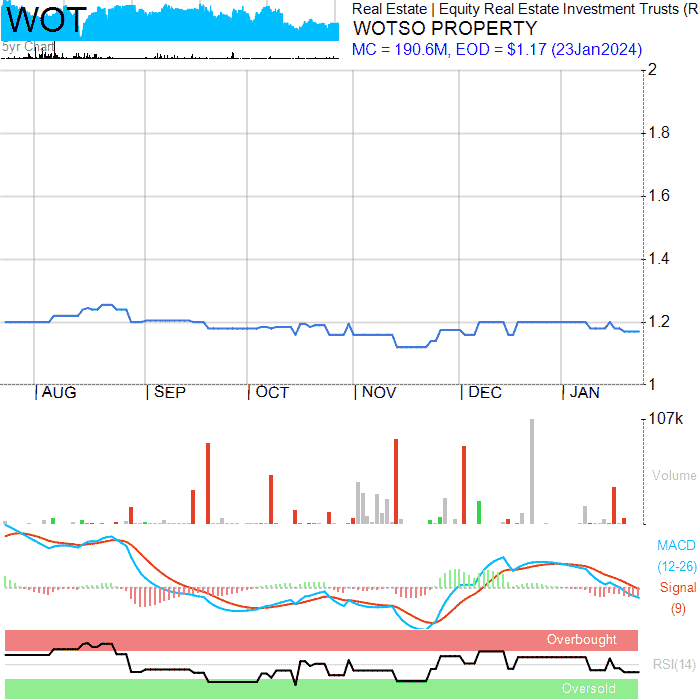 WOT
5yr Chart
Real Estate | Equity Real Estate Investment Trusts (R
WOTSO PROPERTY
MC = 190.6M, EOD = $1.17 (23Jan2024)
2
1.8
1.6
1.4
1.2
1
AUG SEP OCT NOV DEC JAN
107k
Volume
MACD
(12-26)
Signal
(9)
Overbought
RSI(14)
Oversold